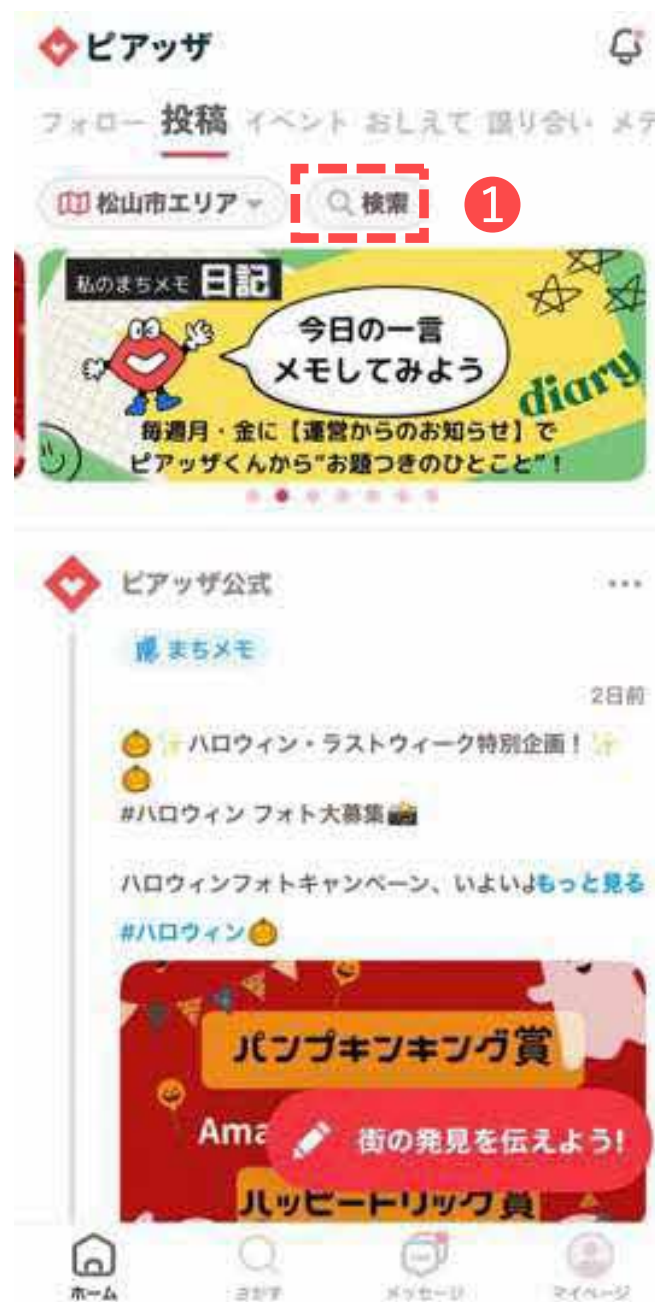 ピアッザ
フォロー 投稿 イベント おしえて 譲り合い メデ
松山市エリア 検索 1
私のまちメモ 日記
今日の一言
メモしてみよう
diary
毎週月・金に【運営からのお知らせ】で
ピアッザくんから"お題つきのひとこと"!
ピアッザ公式
まちメモ
2日前
🎃✨ハロウィン・ラストウィーク特別企画!✨
🎃
#ハロウィン フォト大募集📸
ハロウィンフォトキャンペーン、いよいよもっと見る
#ハロウィン🎃
パンプキンキング賞
Ama
街の発見を伝えよう!
ハッピートリック賞
ホーム さがす メッセージ マイページ